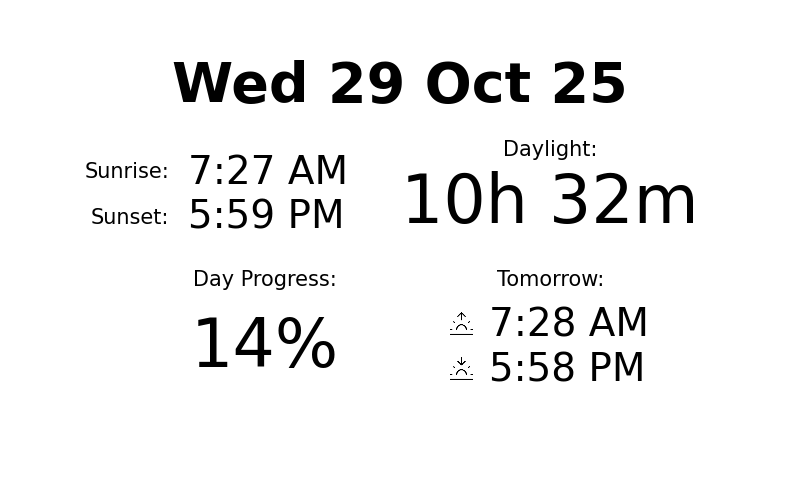 Wed 29 Oct 25
Sunrise: 7:27 AM
Sunset: 5:59 PM
Daylight:
10h 32m
Day Progress:
14%
Tomorrow:
7:28 AM
5:58 PM